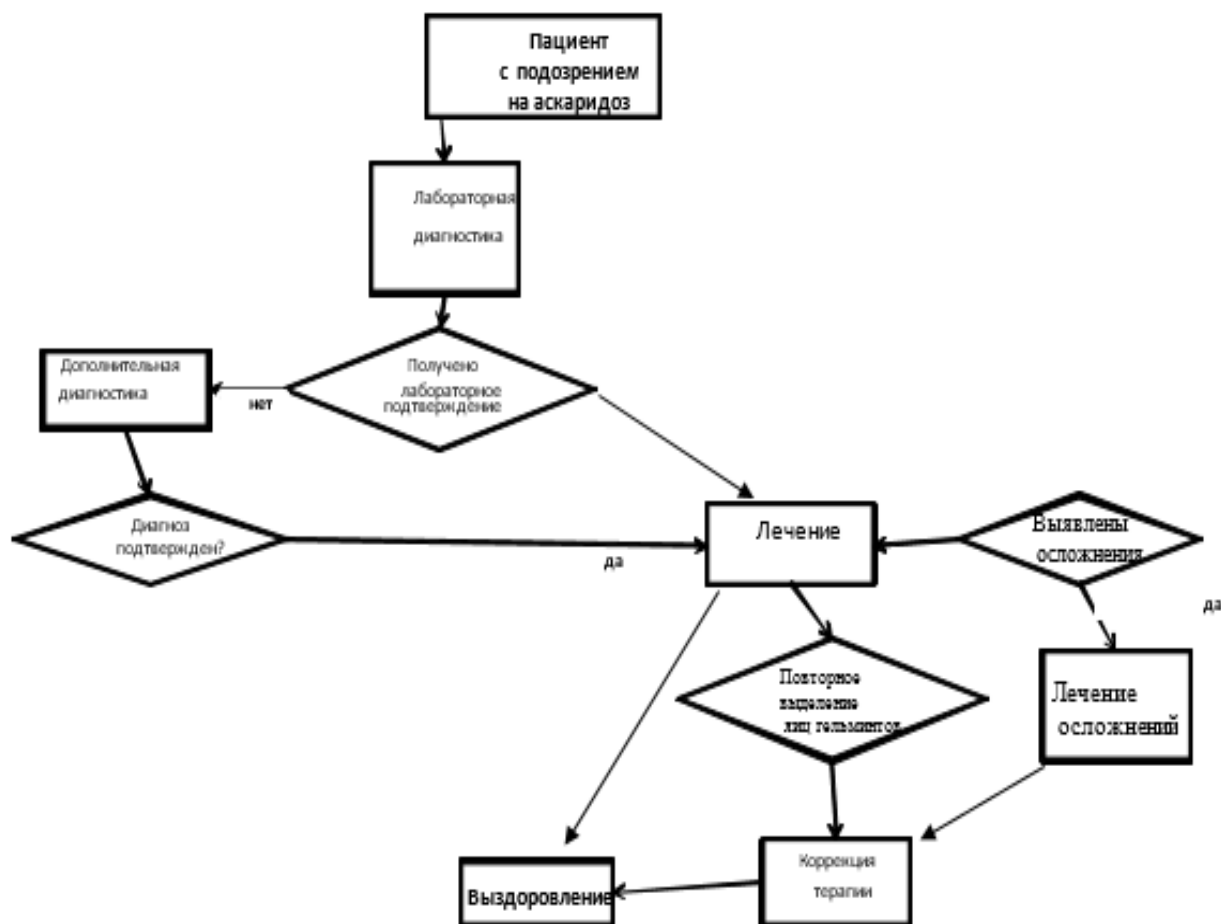 Пациент
с подозрением
на аскаридоз
Лабораторная
диагностика
Получено
лабораторное
подтверждение
Дополнительная
диагностика
нет
Диагноз
подтвержден?
да
Лечение
Выявлены
осложнения
да
Повторное
выделение
яиц гельминтов
Лечение
осложнений
Коррекция
терапии
Выздоровление